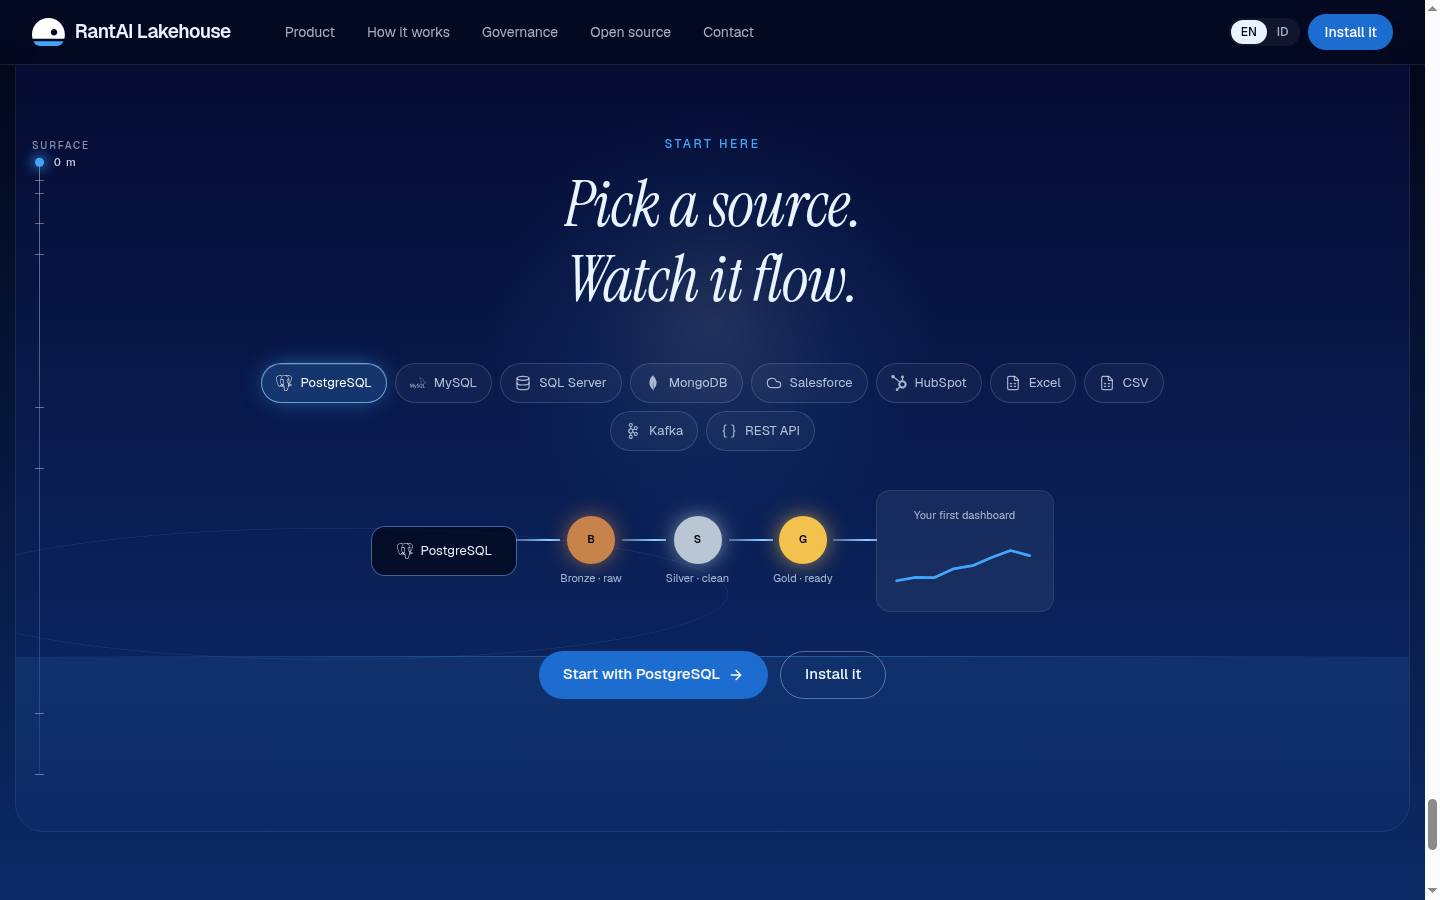 RantAI Lakehouse
Product
How it works
Governance
Open source
Contact
EN
ID
Install it
SURFACE
0 m
START HERE
Pick a source.
Watch it flow.
PostgreSQL
MySQL
MySQL
SQL Server
MongoDB
Salesforce
HubSpot
Excel
CSV
Kafka
REST API
PostgreSQL
B
Bronze · raw
S
Silver · clean
G
Gold · ready
Your first dashboard
Start with PostgreSQL
Install it